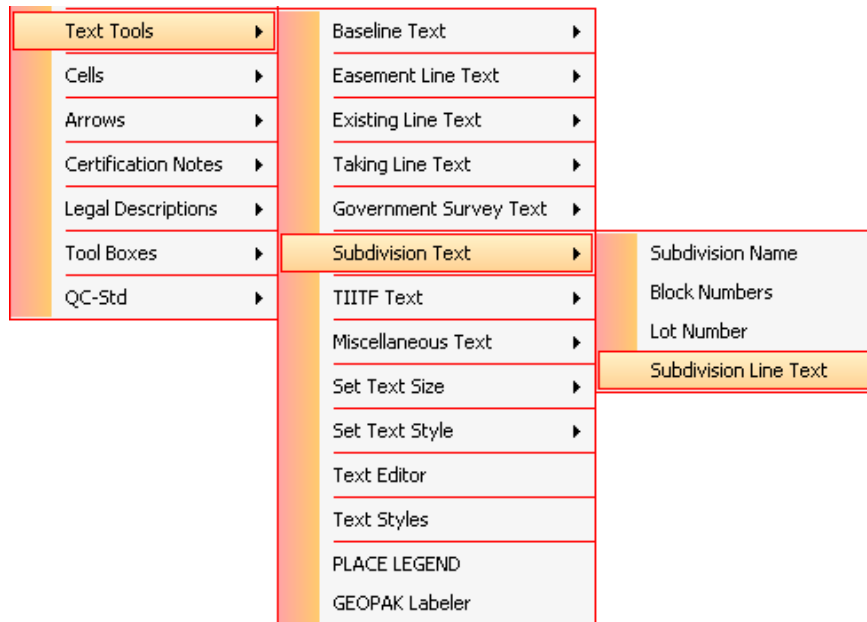 Text Tools
Cells
Arrows
Certification Notes
Legal Descriptions
Tool Boxes
QC-Std
Baseline Text
Easement Line Text
Existing Line Text
Taking Line Text
Government Survey Text
Subdivision Text
TIITF Text
Miscellaneous Text
Set Text Size
Set Text Style
Text Editor
Text Styles
PLACE LEGEND
GEOPAK Labeler
Subdivision Name
Block Numbers
Lot Number
Subdivision Line Text